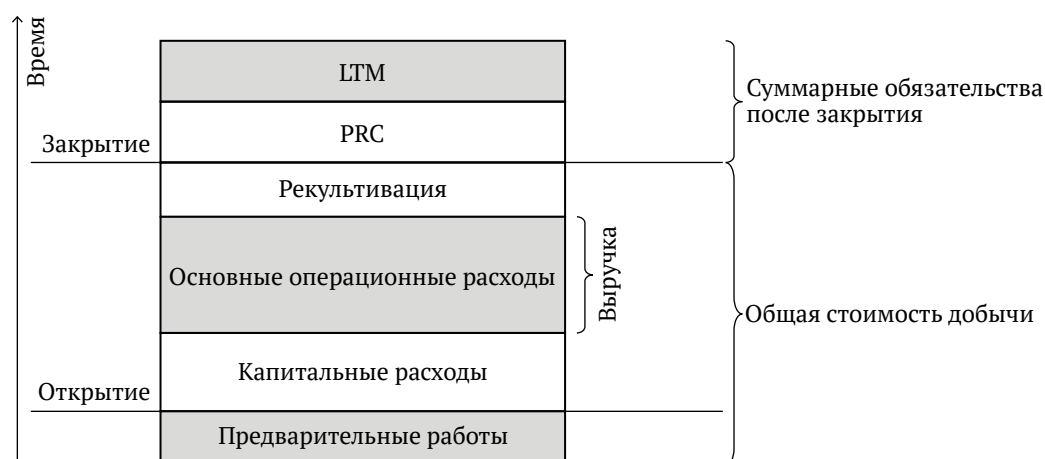 Время
LTM
Суммарные обязательства
после закрытия
PRC
Закрытие
Рекультивация
Основные операционные расходы
Выручка
Общая стоимость добычи
Капитальные расходы
Открытие
Предварительные работы